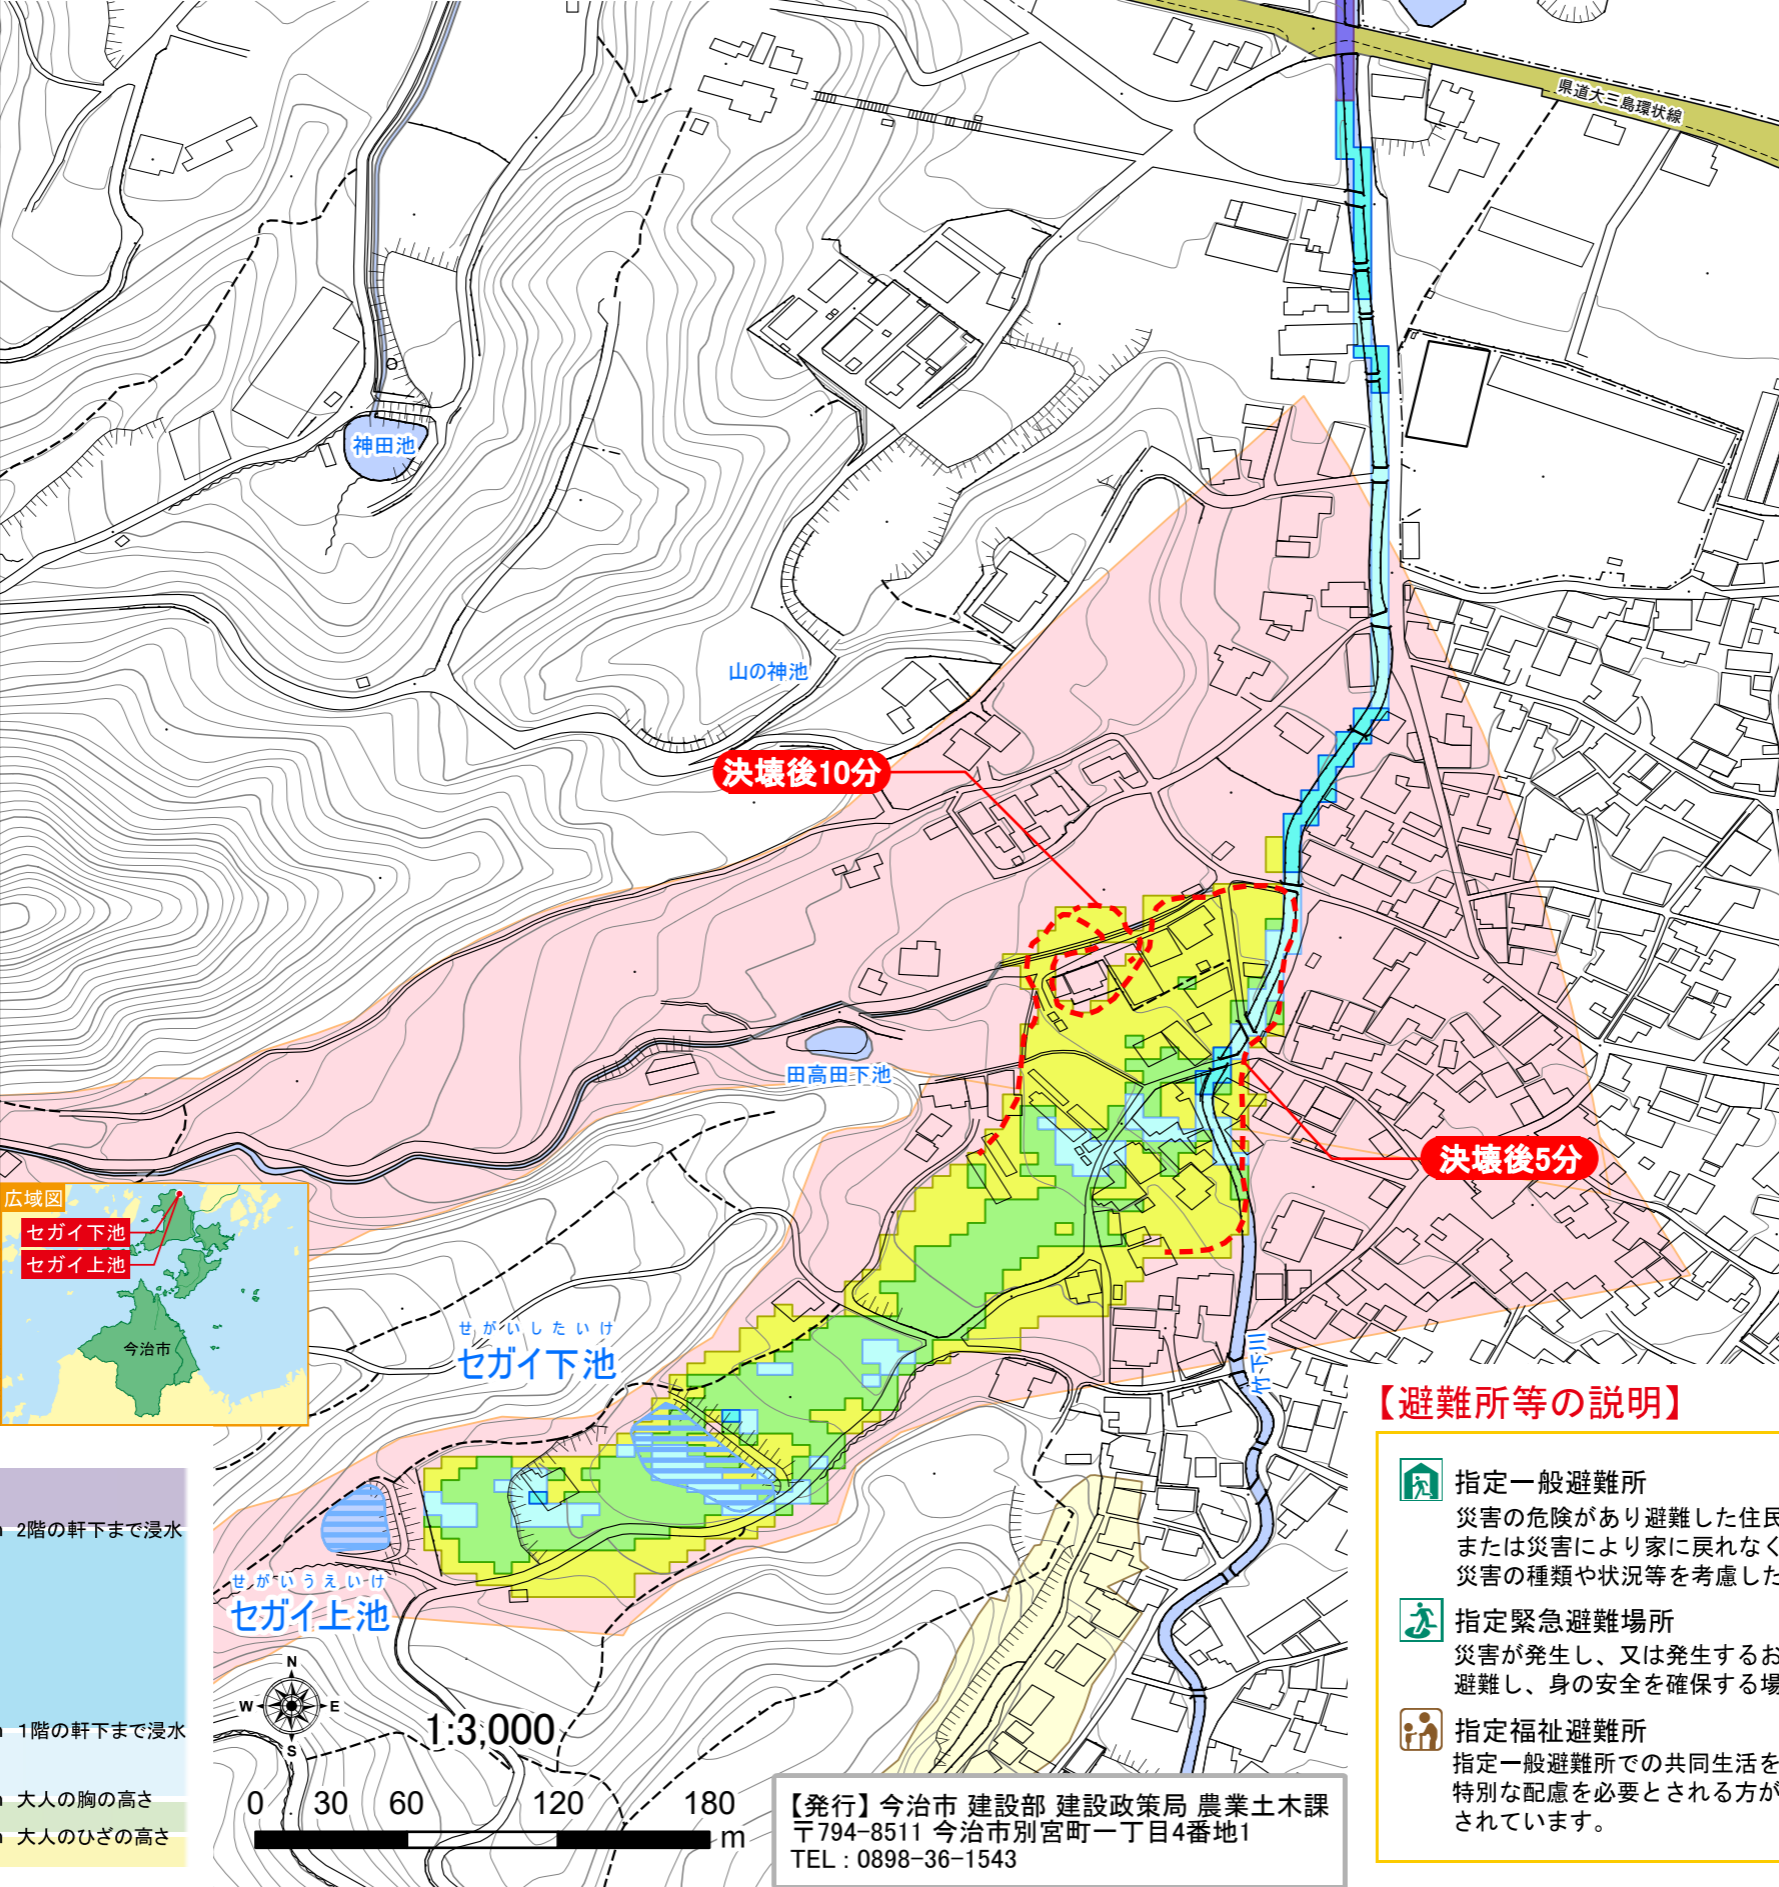 県道大三島環状線
神田池
山の神池
決壊後10分
田高田下池
決壊後5分
広域図
セガイ下池
セガイ上池
今治市
せがいしたいけ
セガイ下池
竹下川
せがいうえいけ
セガイ上池
2階の軒下まで浸水
1階の軒下まで浸水
大人の胸の高さ
大人のひざの高さ
N
W E
S
1:3,000
0 30 60 120 180
m
【発行】今治市 建設部 建設政策局 農業土木課
〒794-8511 今治市別宮町一丁目4番地1
TEL：0898-36-1543
【避難所等の説明】
指定一般避難所
災害の危険があり避難した住民
または災害により家に戻れなく
災害の種類や状況等を考慮した
指定緊急避難場所
災害が発生し、又は発生するお
避難し、身の安全を確保する場
指定福祉避難所
指定一般避難所での共同生活を
特別な配慮を必要とされる方が
されています。